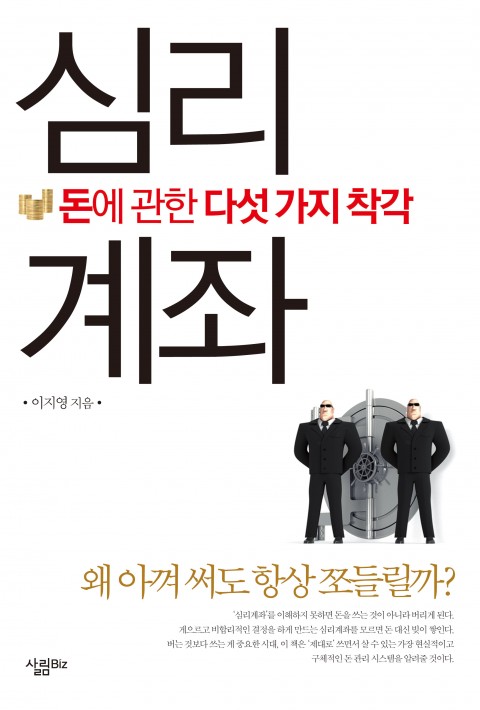 심리
돈에 관한 다섯 가지 착각
계좌
• 이지영 지음 •
왜 아껴 써도 항상 쪼들릴까?
'심리계좌'를 이해하지 못하면 돈을 쓰는 것이 아니라 버리게 된다.
게으르고 비합리적인 결정을 하게 만드는 심리계좌를 모르면 돈 대신 빚이 쌓인다.
버는 것보다 쓰는 게 중요한 시대, 이 책은 '제대로' 쓰면서 살 수 있는 가장 현실적이고
구체적인 돈 관리 시스템을 알려줄 것이다.
살림Biz